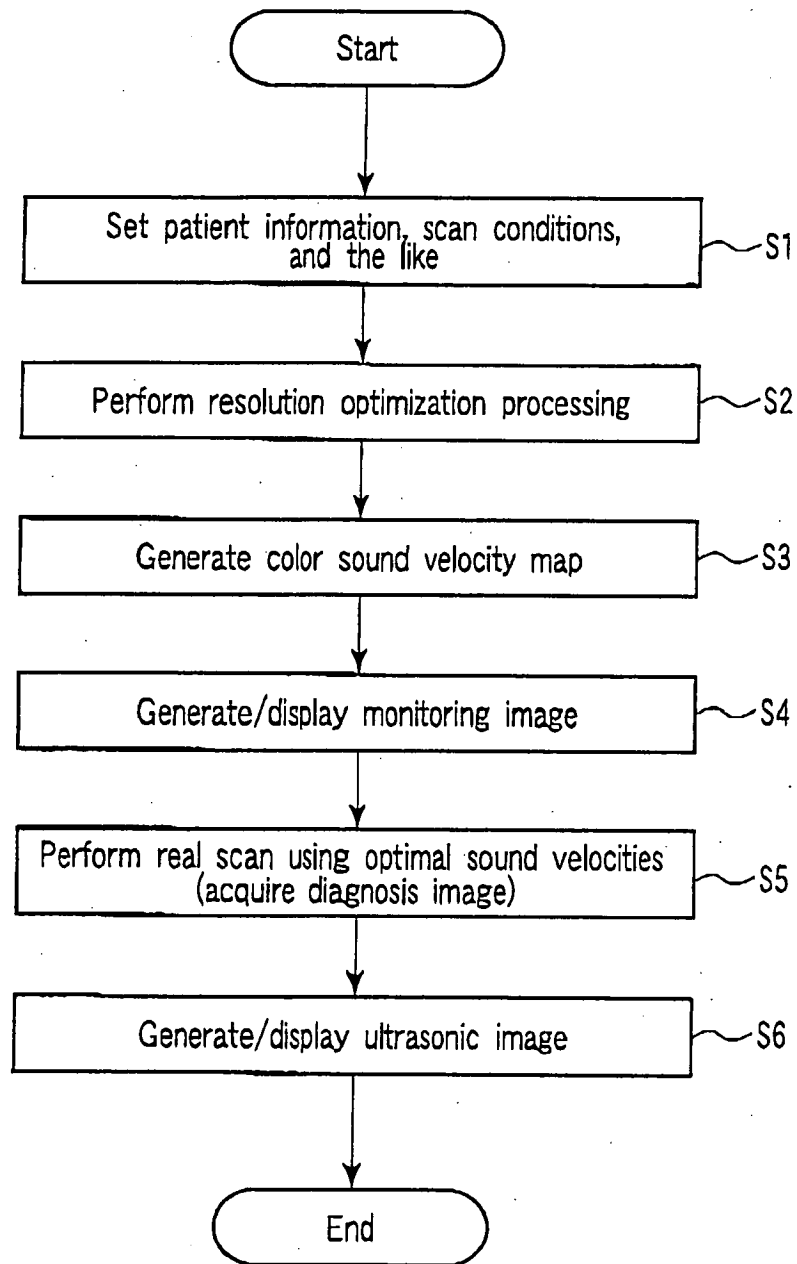 Start
Set patient information, scan conditions,
and the like
S1
Perform resolution optimization processing
S2
Generate color sound velocity map
S3
Generate/display monitoring image
S4
Perform real scan using optimal sound velocities
(acquire diagnosis image)
S5
Generate/display ultrasonic image
S6
End